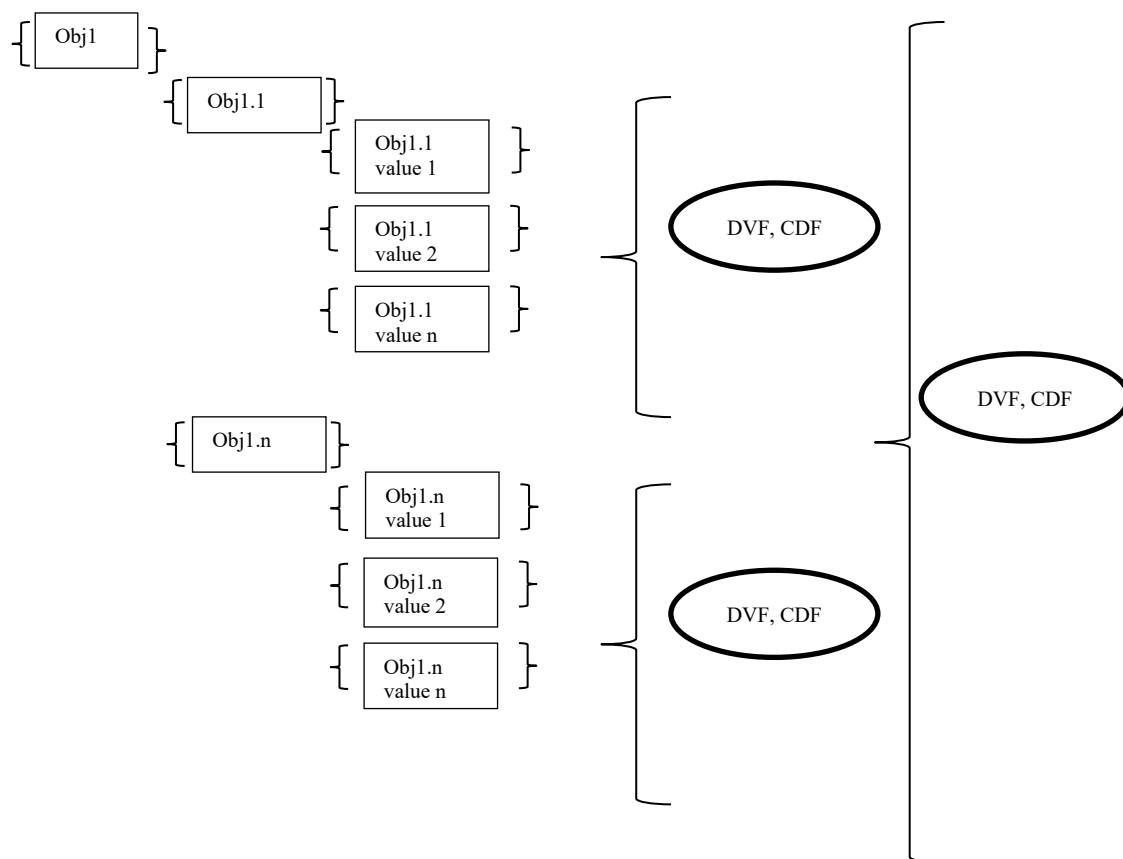 Obj1
Obj1.1
Obj1.1
value 1
Obj1.1
value 2
DVF, CDF
Obj1.1
value n
DVF, CDF
Obj1.n
Obj1.n
value 1
Obj1.n
value 2
DVF, CDF
Obj1.n
value n